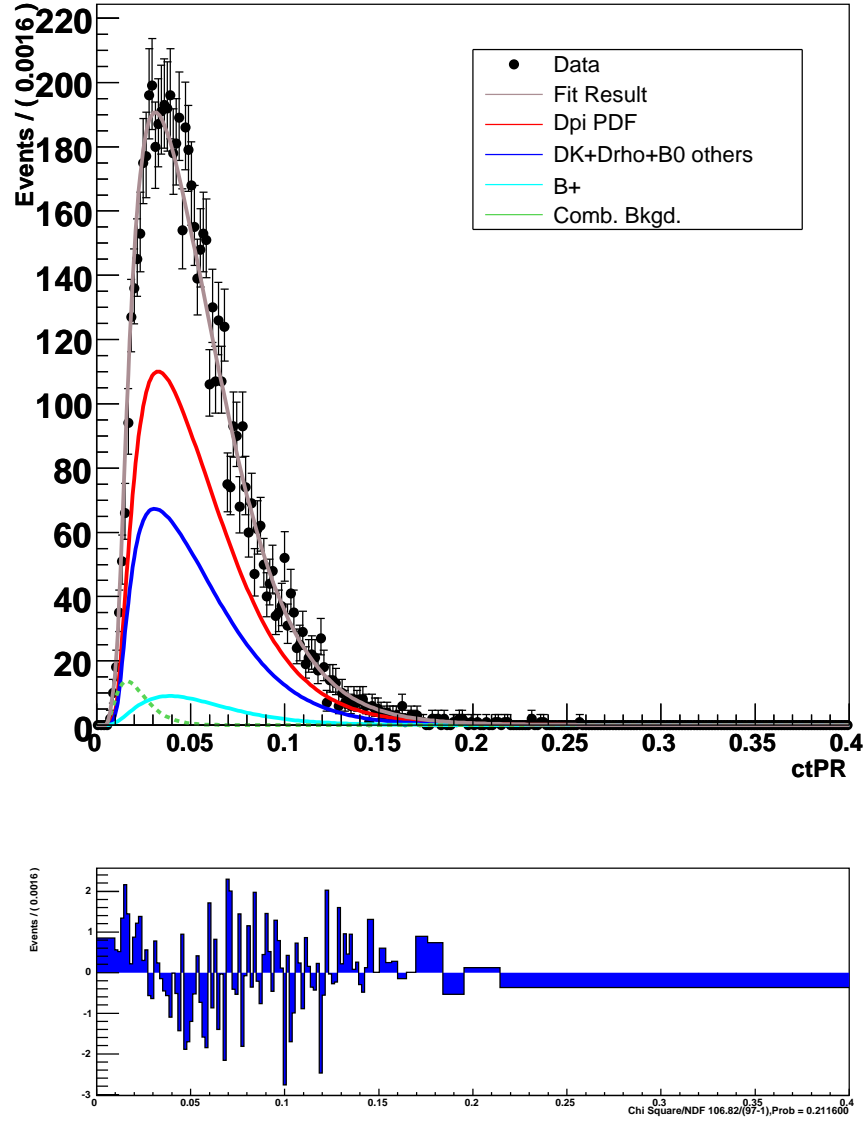 Events / ( 0.0016 )
220
200
180
160
140
120
100
80
60
40
20
0
Data
Fit Result
Dpi PDF
DK+Drho+B0 others
B+
Comb. Bkgd.
0 0.05 0.1 0.15 0.2 0.25 0.3 0.35 0.4
ctPR
Events / ( 0.0016 )
2
1
0
-1
-2
-3
0 0.05 0.1 0.15 0.2 0.25 0.3 0.35 0.4
Chi Square/NDF 106.82/(97-1),Prob = 0.211600